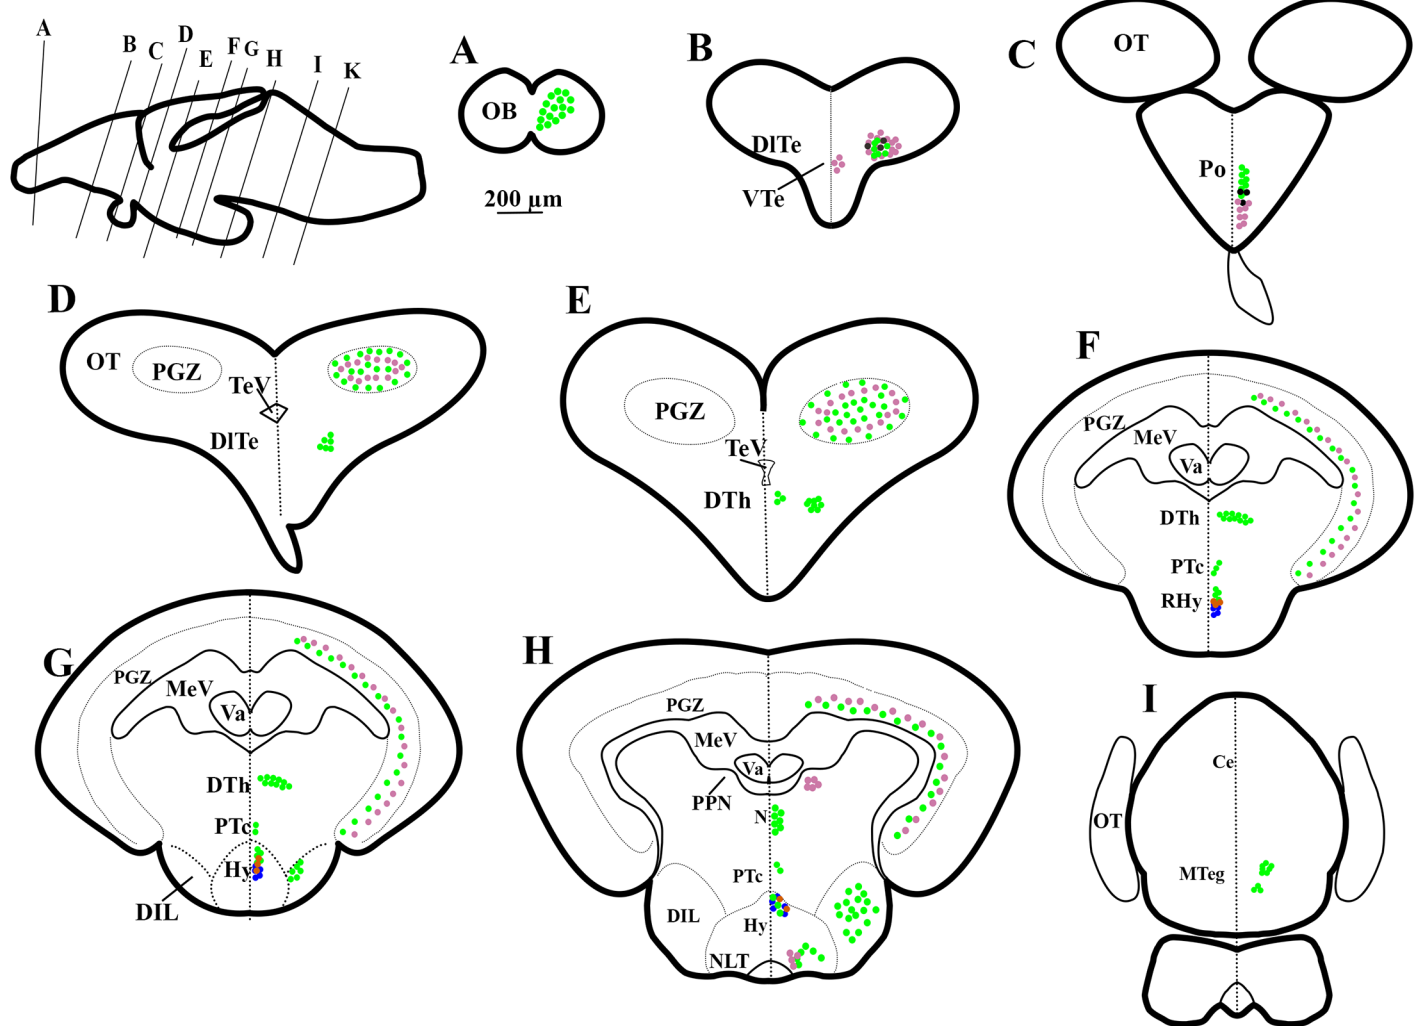 A
B
C
D
E
F
G
H
I
K
A
OB
200 µm
B
DlTe
VTe
C
OT
Po
D
OT
PGZ
TeV
DlTe
E
PGZ
TeV
DTh
F
PGZ
MeV
Va
DTh
PTc
RHy
G
PGZ
MeV
Va
DTh
PTc
Hy
DIL
H
PGZ
MeV
Va
PPN
N
PTc
DIL
Hy
NLT
I
Ce
OT
MTeg